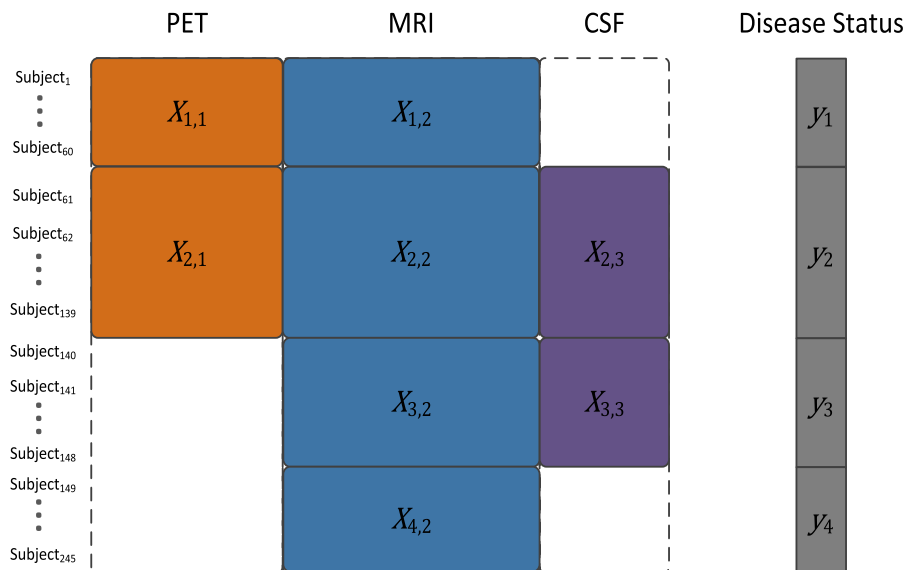 PET MRI CSF Disease Status
Subject₁
X₁,₁ X₁,₂ y₁
Subject₆₀
Subject₆₁
Subject₆₂
X₂,₁ X₂,₂ X₂,₃ y₂
Subject₁₃₉
Subject₁₄₀
Subject₁₄₁
X₃,₂ X₃,₃ y₃
Subject₁₄₈
Subject₁₄₉
X₄,₂ y₄
Subject₂₄₅